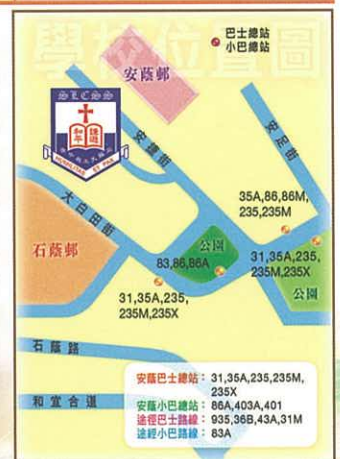 學校位置圖
巴士總站
小巴總站
安蔭邨
安捷街
安足街
大白田街
35A,86,86M,
235,235M
石蔭邨
公園
83,86,86A
31,35A,235,
235M,235X
公園
31,35A,235,
235M,235X
石蔭路
和宜合道
安蔭巴士總站： 31,35A,235,235M,
235X
安蔭小巴總站： 86A,403A,401
途徑巴士路線： 935,36B,43A,31M
途經小巴路線： 83A